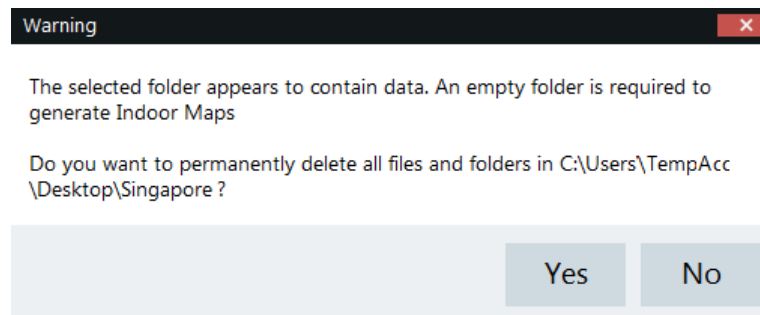 Warning
The selected folder appears to contain data. An empty folder is required to
generate Indoor Maps
Do you want to permanently delete all files and folders in C:\Users\TempAcc
\Desktop\Singapore ?
Yes
No